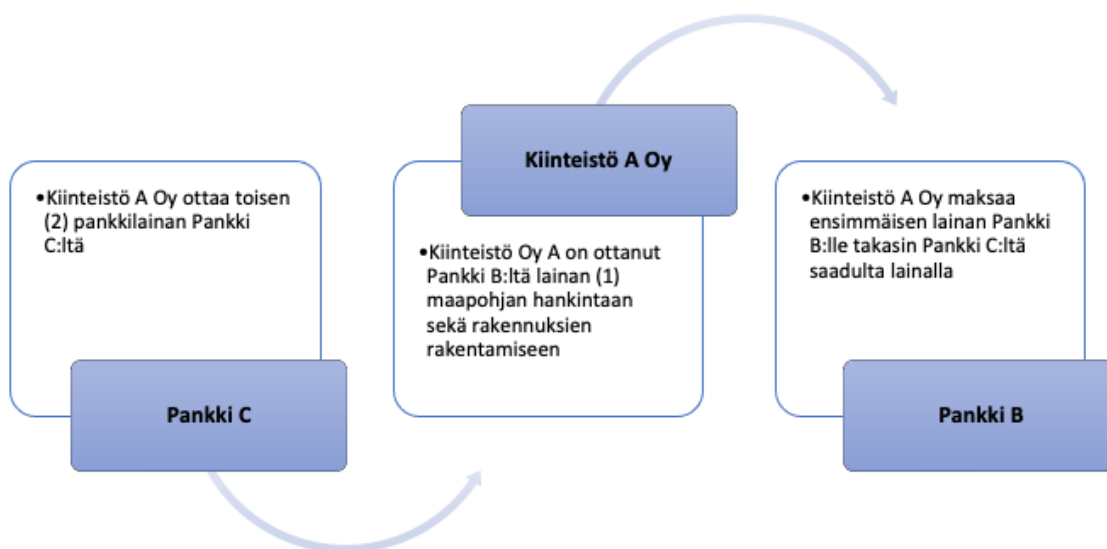 •Kiinteistö A Oy ottaa toisen
(2) pankkilainan Pankki
C:ltä
Pankki C
Kiinteistö A Oy
•Kiinteistö Oy A on ottanut
Pankki B:ltä lainan (1)
maapohjan hankintaan
sekä rakennuksien
rakentamiseen
•Kiinteistö A Oy maksaa
ensimmäisen lainan Pankki
B:lle takasin Pankki C:ltä
saadulta lainalla
Pankki B